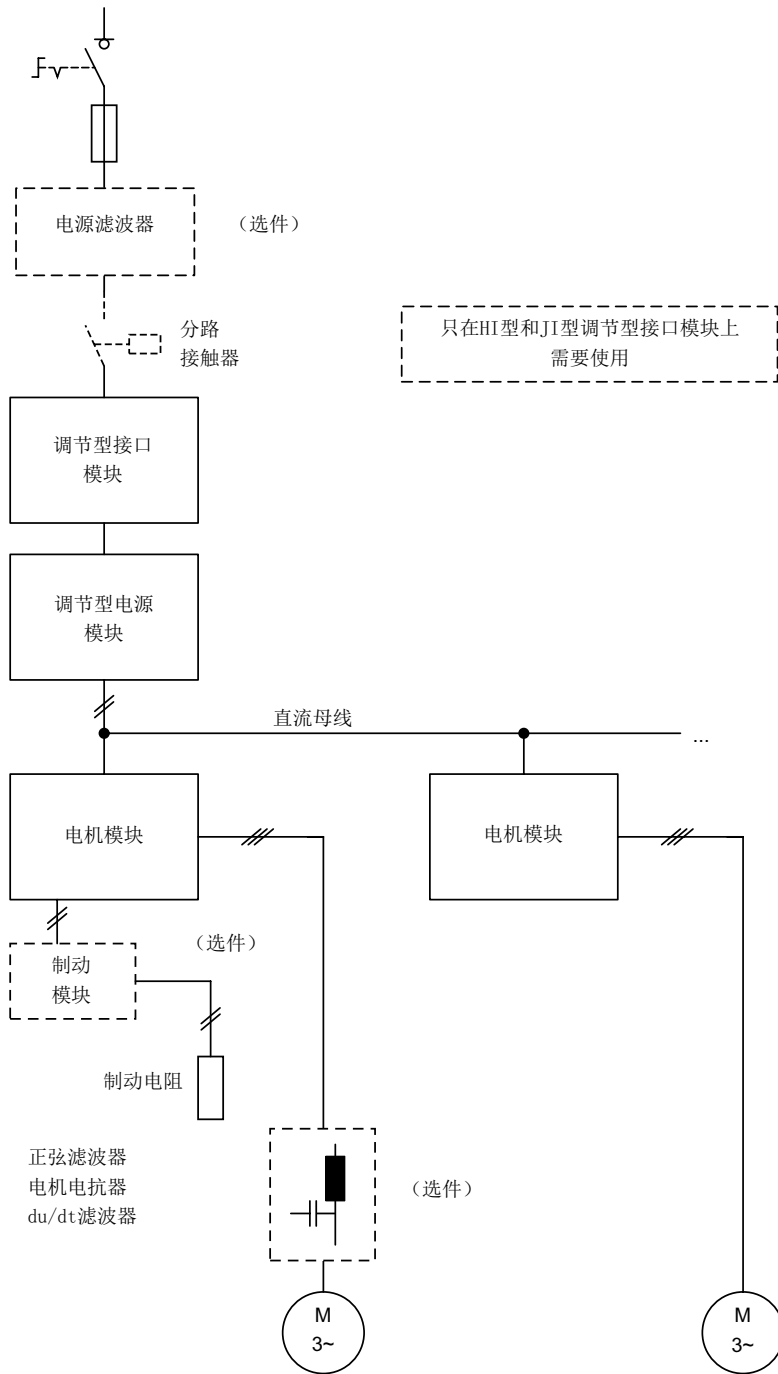 电源滤波器
（选件）
分路
接触器
只在HI型和JI型调节型接口模块上
需要使用
调节型接口
模块
调节型电源
模块
直流母线
...
电机模块
电机模块
（选件）
制动
模块
制动电阻
正弦滤波器
电机电抗器
du/dt滤波器
（选件）
M
3~
M
3~